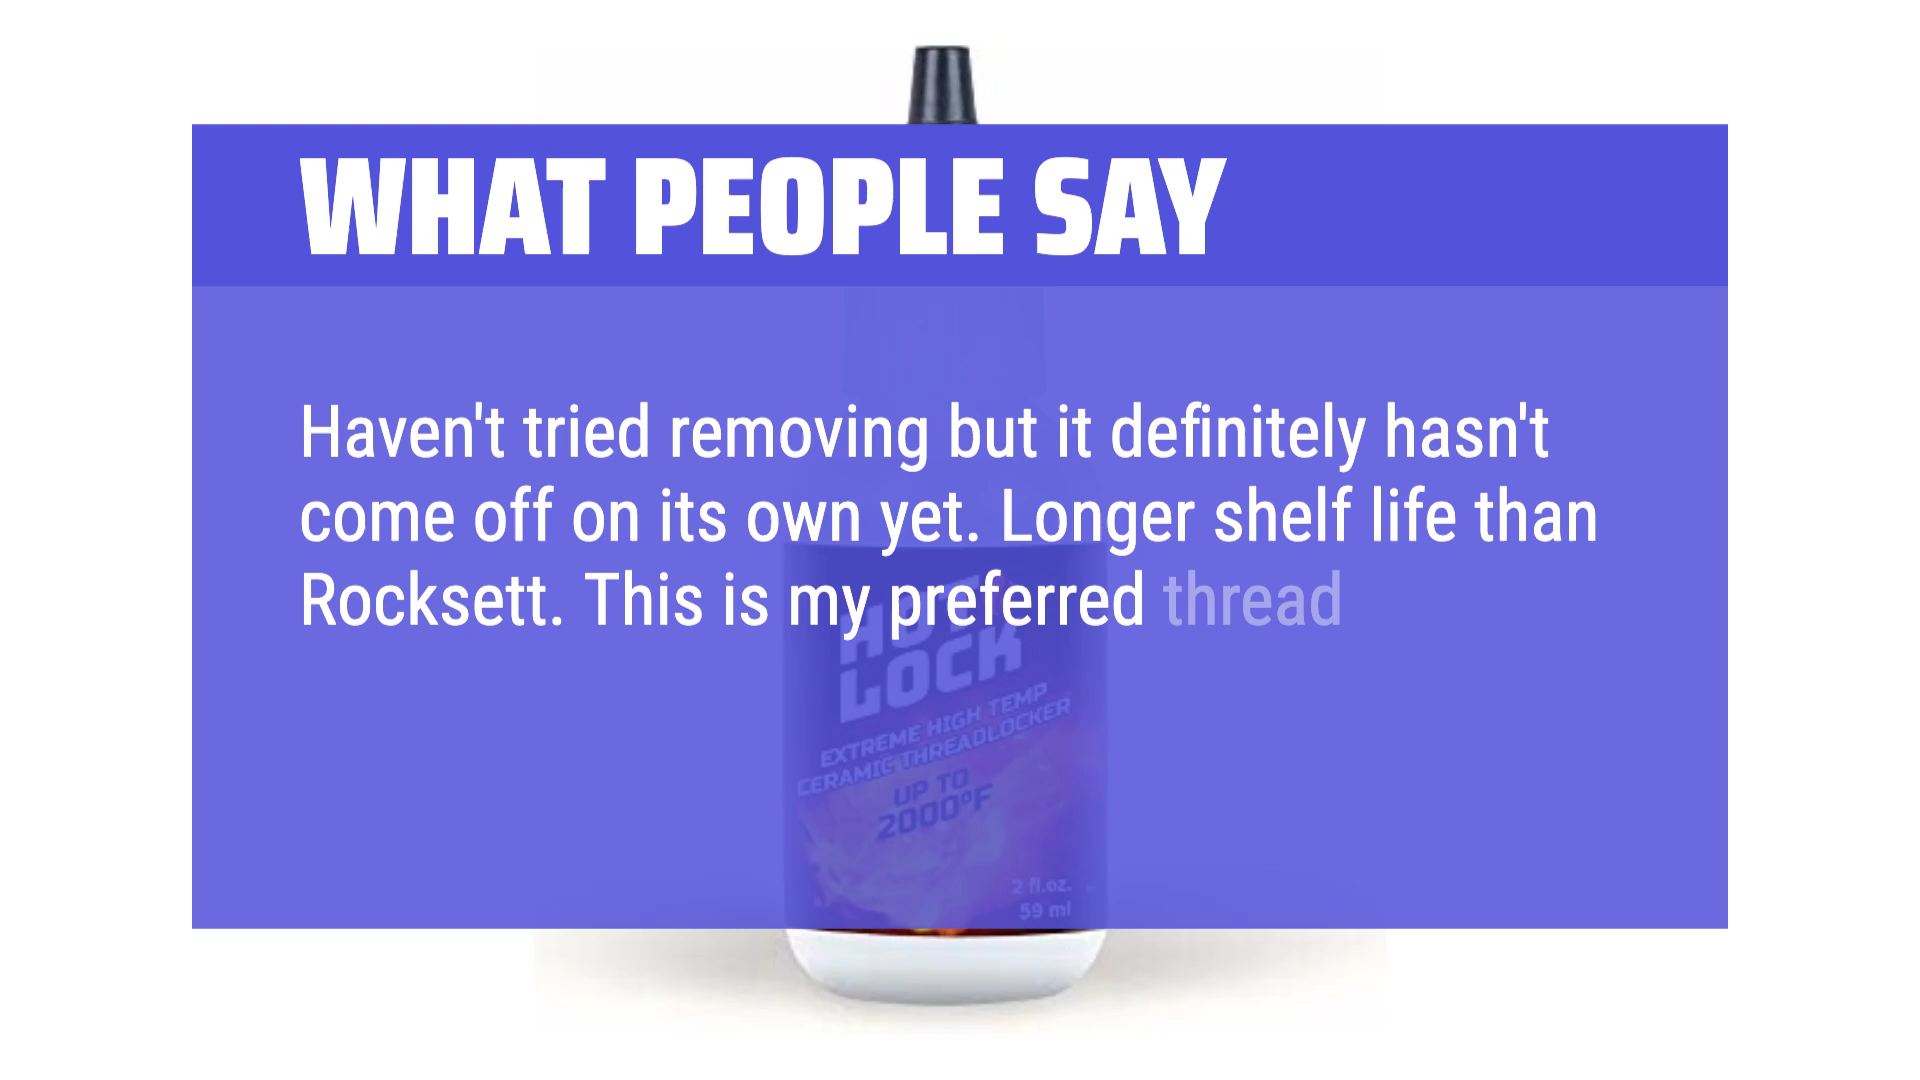 WHAT PEOPLE SAY
Haven't tried removing but it definitely hasn't
come off on its own yet. Longer shelf life than
Rocksett. This is my preferred thread
HOT
LOCK
EXTREME HIGH TEMP
CERAMIC THREADLOCKER
UP TO
2000°F
2 fl.oz.
59 ml